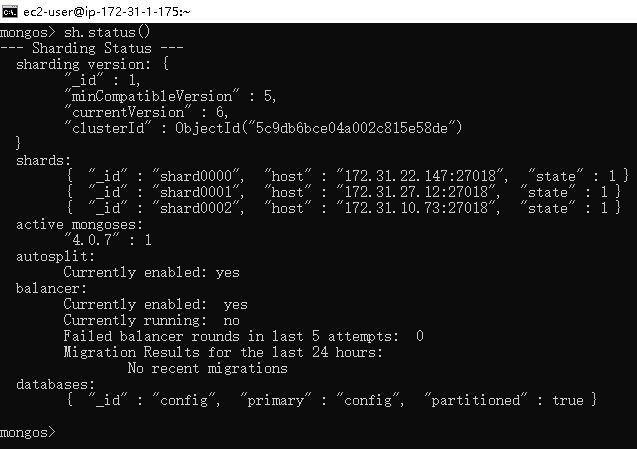 ec2-user@ip-172-31-1-175:~
mongos> sh.status()
--- Sharding Status ---
  sharding version: {
        "_id" : 1,
        "minCompatibleVersion" : 5,
        "currentVersion" : 6,
        "clusterId" : ObjectId("5c9db6bce04a002c815e58de")
  }
  shards:
        {  "_id" : "shard0000",  "host" : "172.31.22.147:27018",  "state" : 1 }
        {  "_id" : "shard0001",  "host" : "172.31.27.12:27018",  "state" : 1 }
        {  "_id" : "shard0002",  "host" : "172.31.10.73:27018",  "state" : 1 }
  active mongoses:
        "4.0.7" : 1
  autosplit:
        Currently enabled: yes
  balancer:
        Currently enabled:  yes
        Currently running:  no
        Failed balancer rounds in last 5 attempts:  0
        Migration Results for the last 24 hours:
                No recent migrations
  databases:
        {  "_id" : "config",  "primary" : "config",  "partitioned" : true }
mongos>